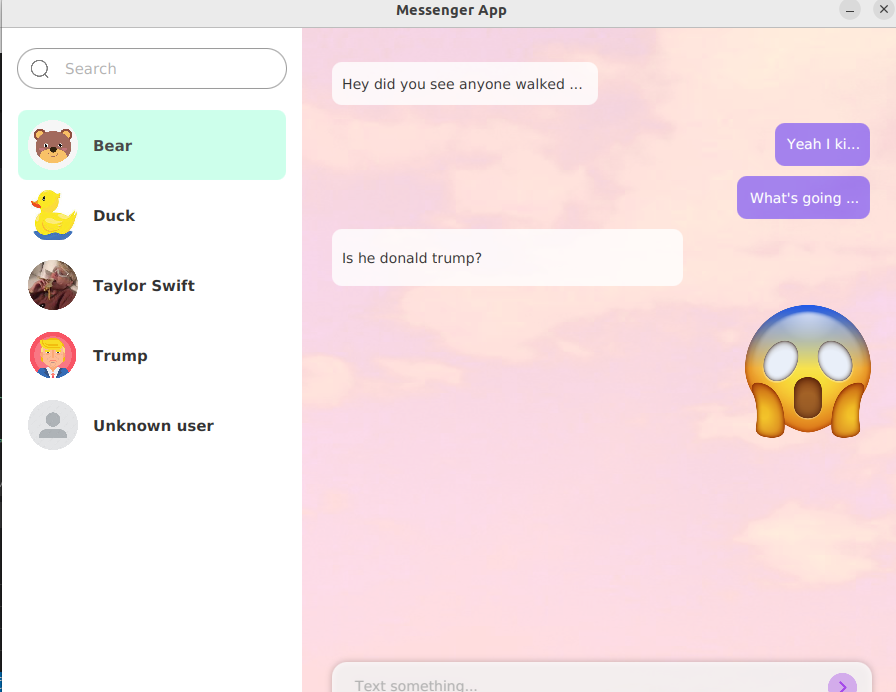 Messenger App
Search
Bear
Duck
Taylor Swift
Trump
Unknown user
Hey did you see anyone walked ...
Yeah I ki...
What's going ...
Is he donald trump?
Text something...